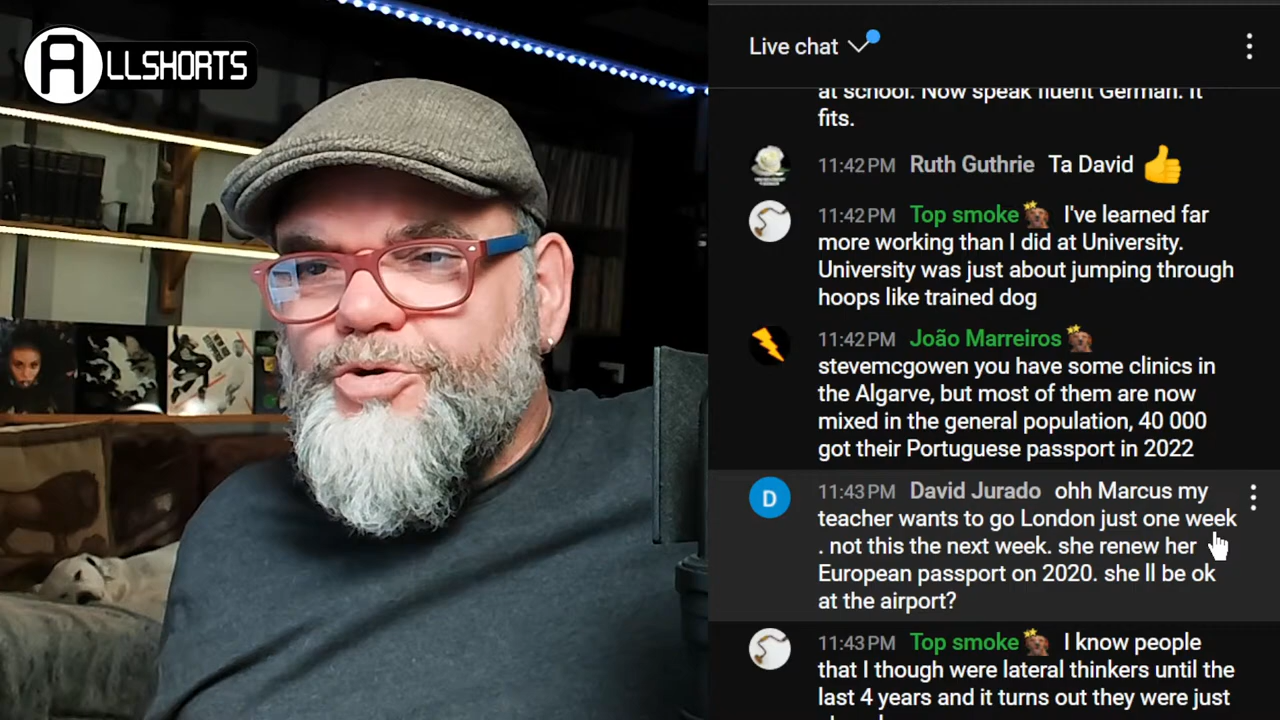 ALLSHORTS
Live chat
at school. Now speak fluent German. It
fits.
11:42 PM Ruth Guthrie Ta David 👍
11:42 PM Top smoke I've learned far
more working than I did at University.
University was just about jumping through
hoops like trained dog
11:42 PM João Marreiros
stevemcgowen you have some clinics in
the Algarve, but most of them are now
mixed in the general population, 40 000
got their Portuguese passport in 2022
D
11:43 PM David Jurado ohh Marcus my
teacher wants to go London just one week
. not this the next week. she renew her
European passport on 2020. she ll be ok
at the airport?
11:43 PM Top smoke I know people
that I though were lateral thinkers until the
last 4 years and it turns out they were just